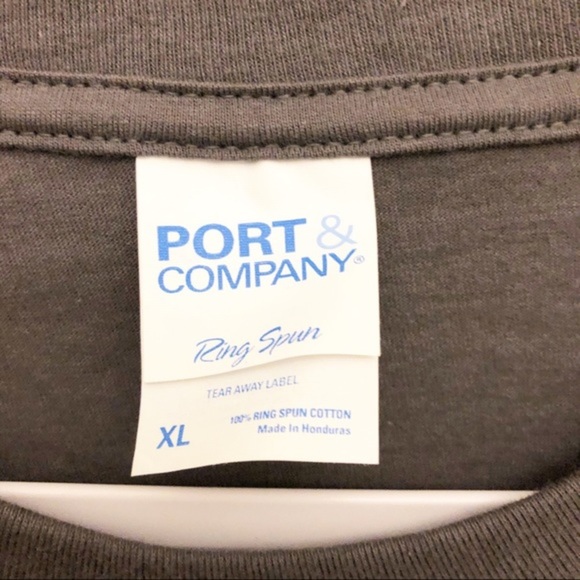 PORT &
COMPANY®
Ring Spun
TEAR AWAY LABEL
XL
100% RING SPUN COTTON
Made In Honduras